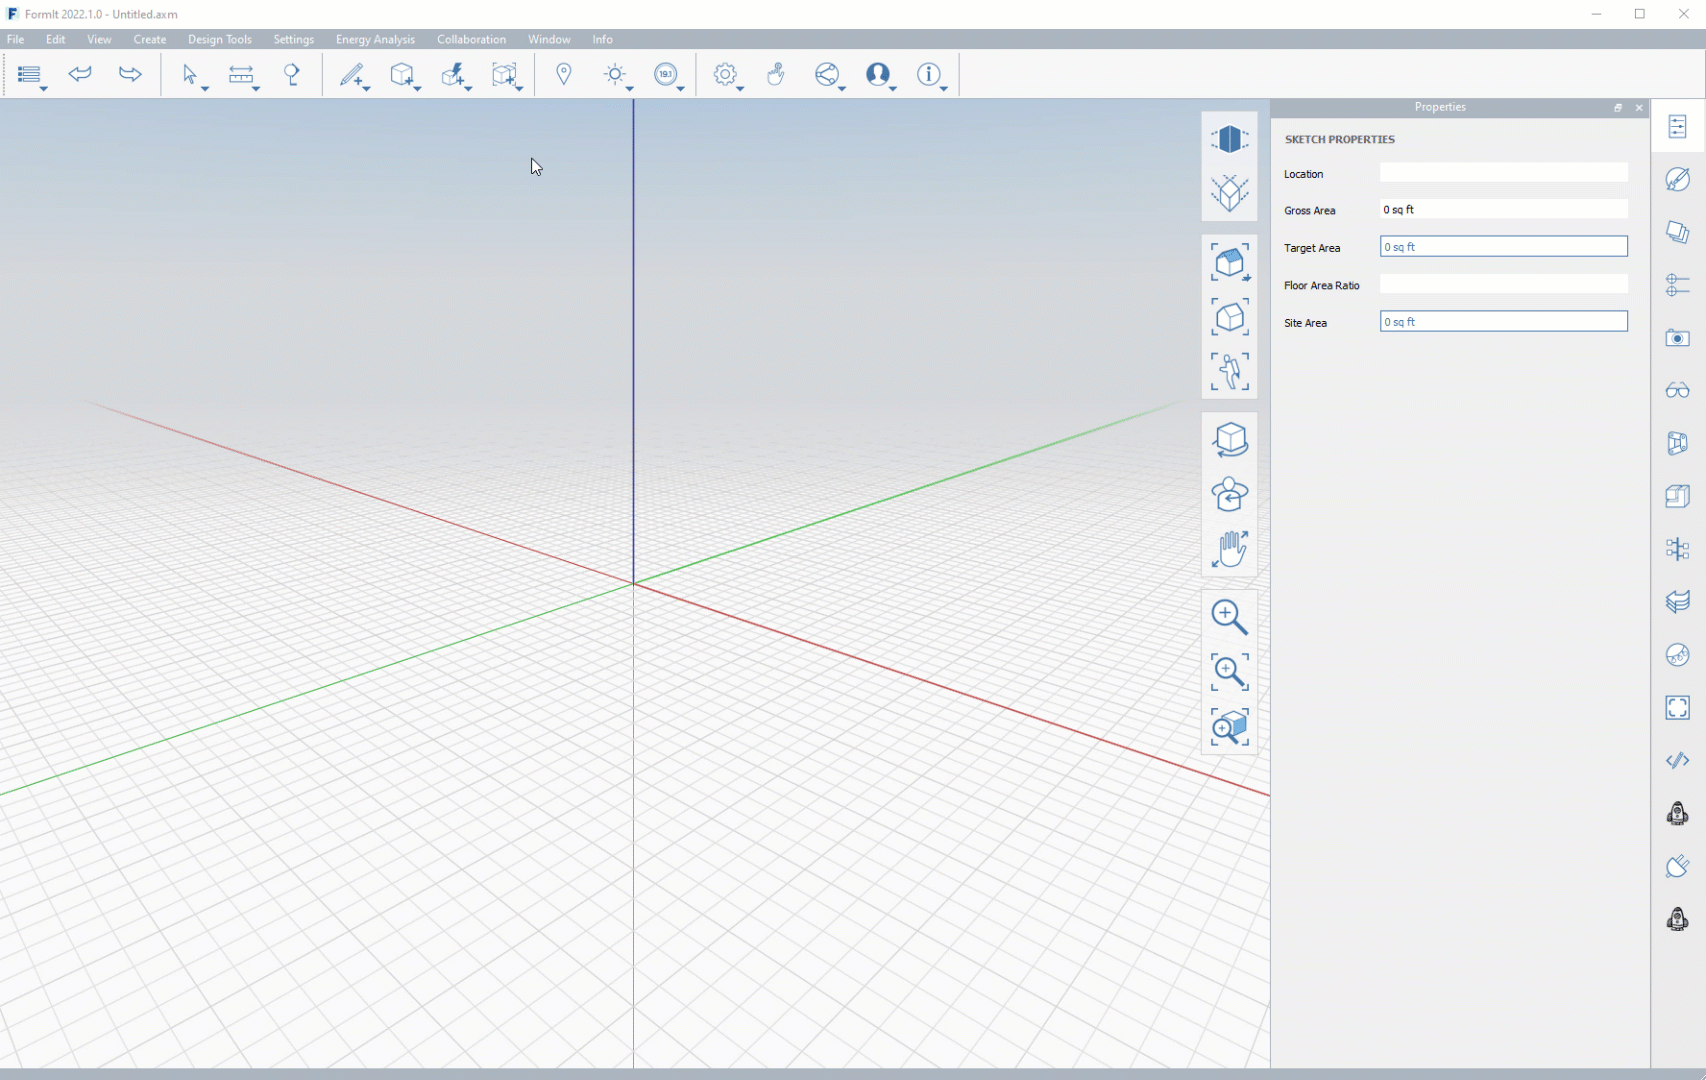 F FormIt 2022.1.0 - Untitled.axm
File Edit View Create Design Tools Settings Energy Analysis Collaboration Window Info
19.1
Properties
SKETCH PROPERTIES
Location
Gross Area 0 sq ft
Target Area 0 sq ft
Floor Area Ratio
Site Area 0 sq ft